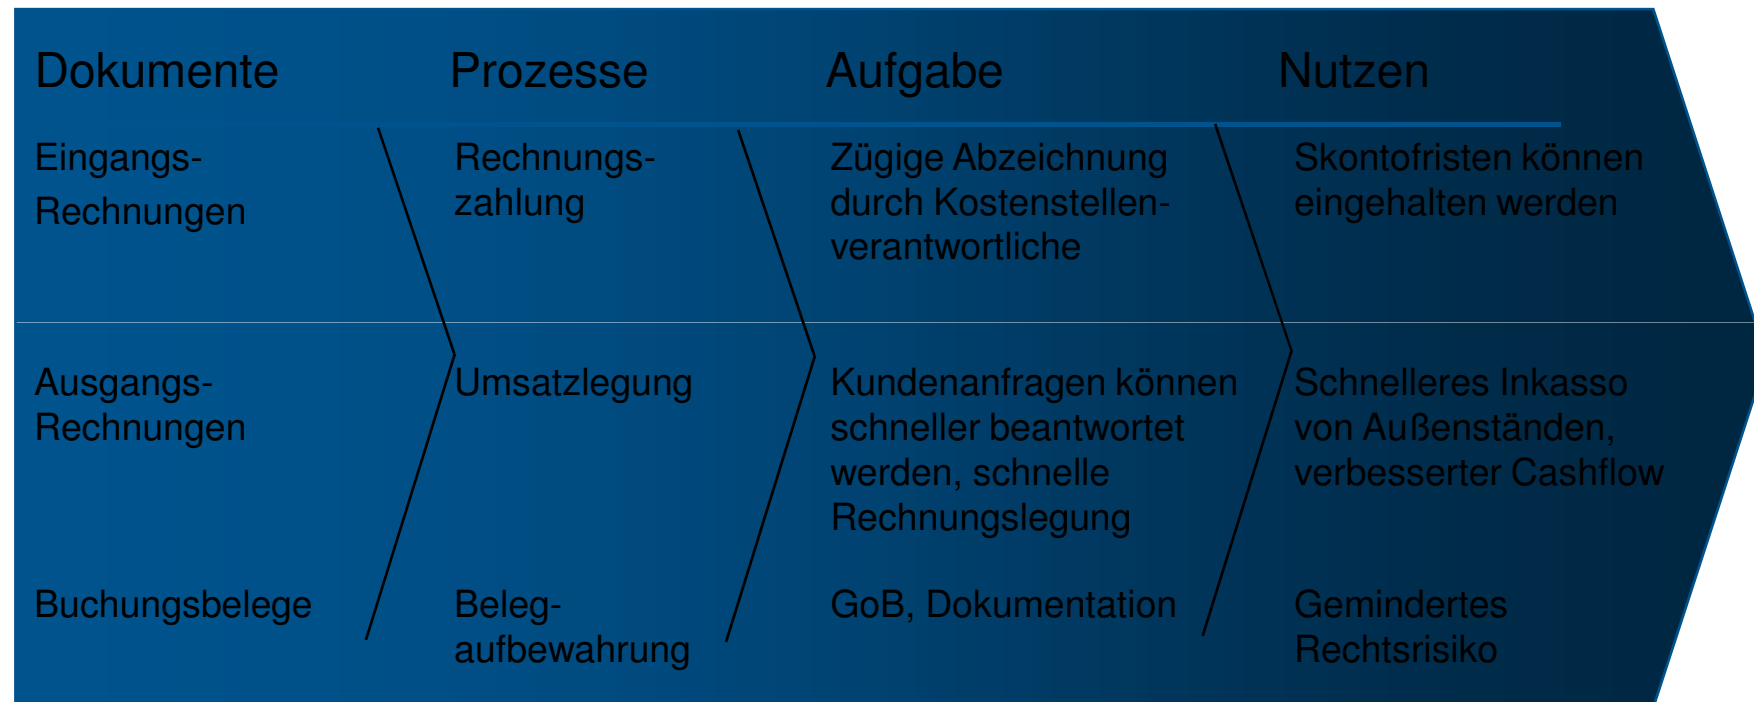 Dokumente Prozesse Aufgabe Nutzen
Eingangs-
Rechnungen
Rechnungs-
zahlung
Zügige Abzeichnung
durch Kostenstellen-
verantwortliche
Skontofristen können
eingehalten werden
Ausgangs-
Rechnungen
Umsatzlegung
Kundenanfragen können
schneller beantwortet
werden, schnelle
Rechnungslegung
Schnelleres Inkasso
von Außenständen,
verbesserter Cashflow
Buchungsbelege
Beleg-
aufbewahrung
GoB, Dokumentation
Gemindertes
Rechtsrisiko